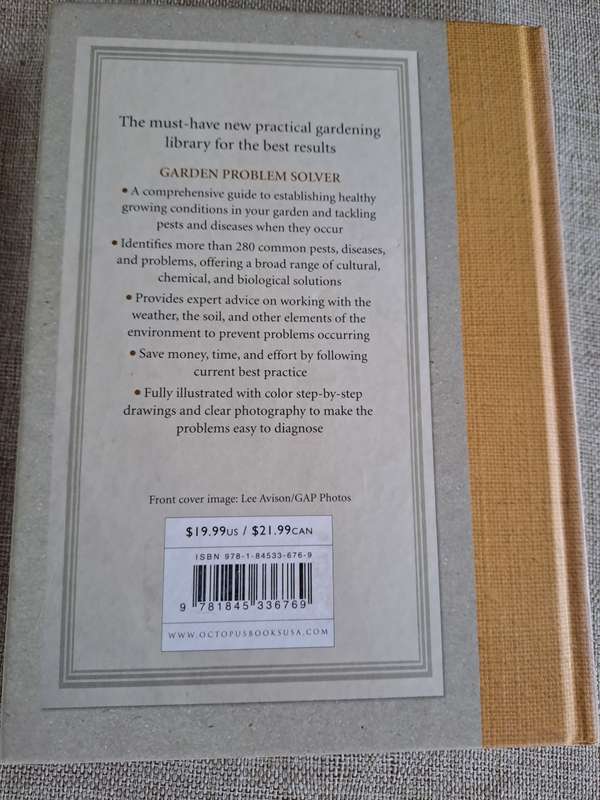 The must-have new practical gardening
library for the best results
GARDEN PROBLEM SOLVER
• A comprehensive guide to establishing healthy
growing conditions in your garden and tackling
pests and diseases when they occur
• Identifies more than 280 common pests, diseases,
and problems, offering a broad range of cultural,
chemical, and biological solutions
• Provides expert advice on working with the
weather, the soil, and other elements of the
environment to prevent problems occurring
• Save money, time, and effort by following
current best practice
• Fully illustrated with color step-by-step
drawings and clear photography to make the
problems easy to diagnose
Front cover image: Lee Avison/GAP Photos
$19.99US / $21.99CAN
ISBN 978-1-84533-676-9
9 781845 336769
WWW.OCTOPUSBOOKSUSA.COM